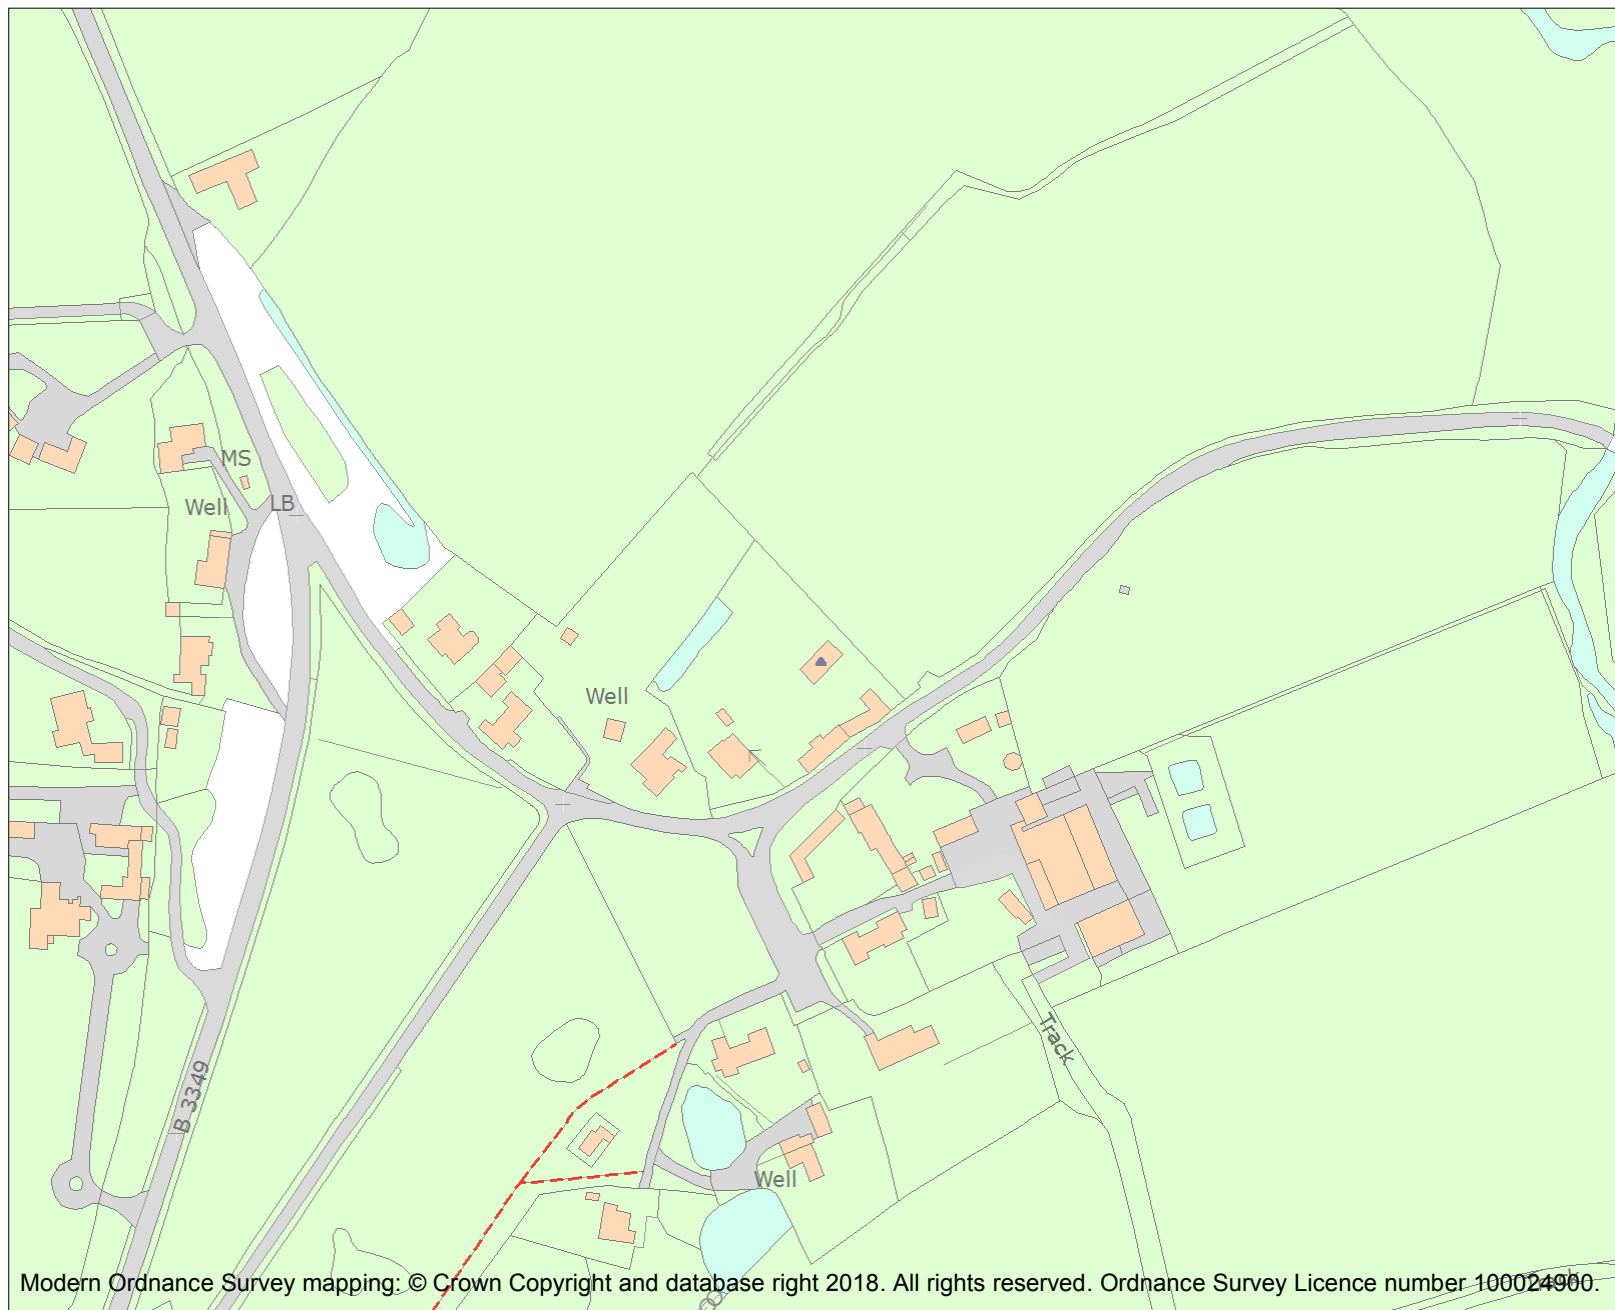 MS
Well
LB
Well
Track
B 3349
Well
Modern Ordnance Survey mapping: © Crown Copyright and database right 2018. All rights reserved. Ordnance Survey Licence number 100024900.
Track